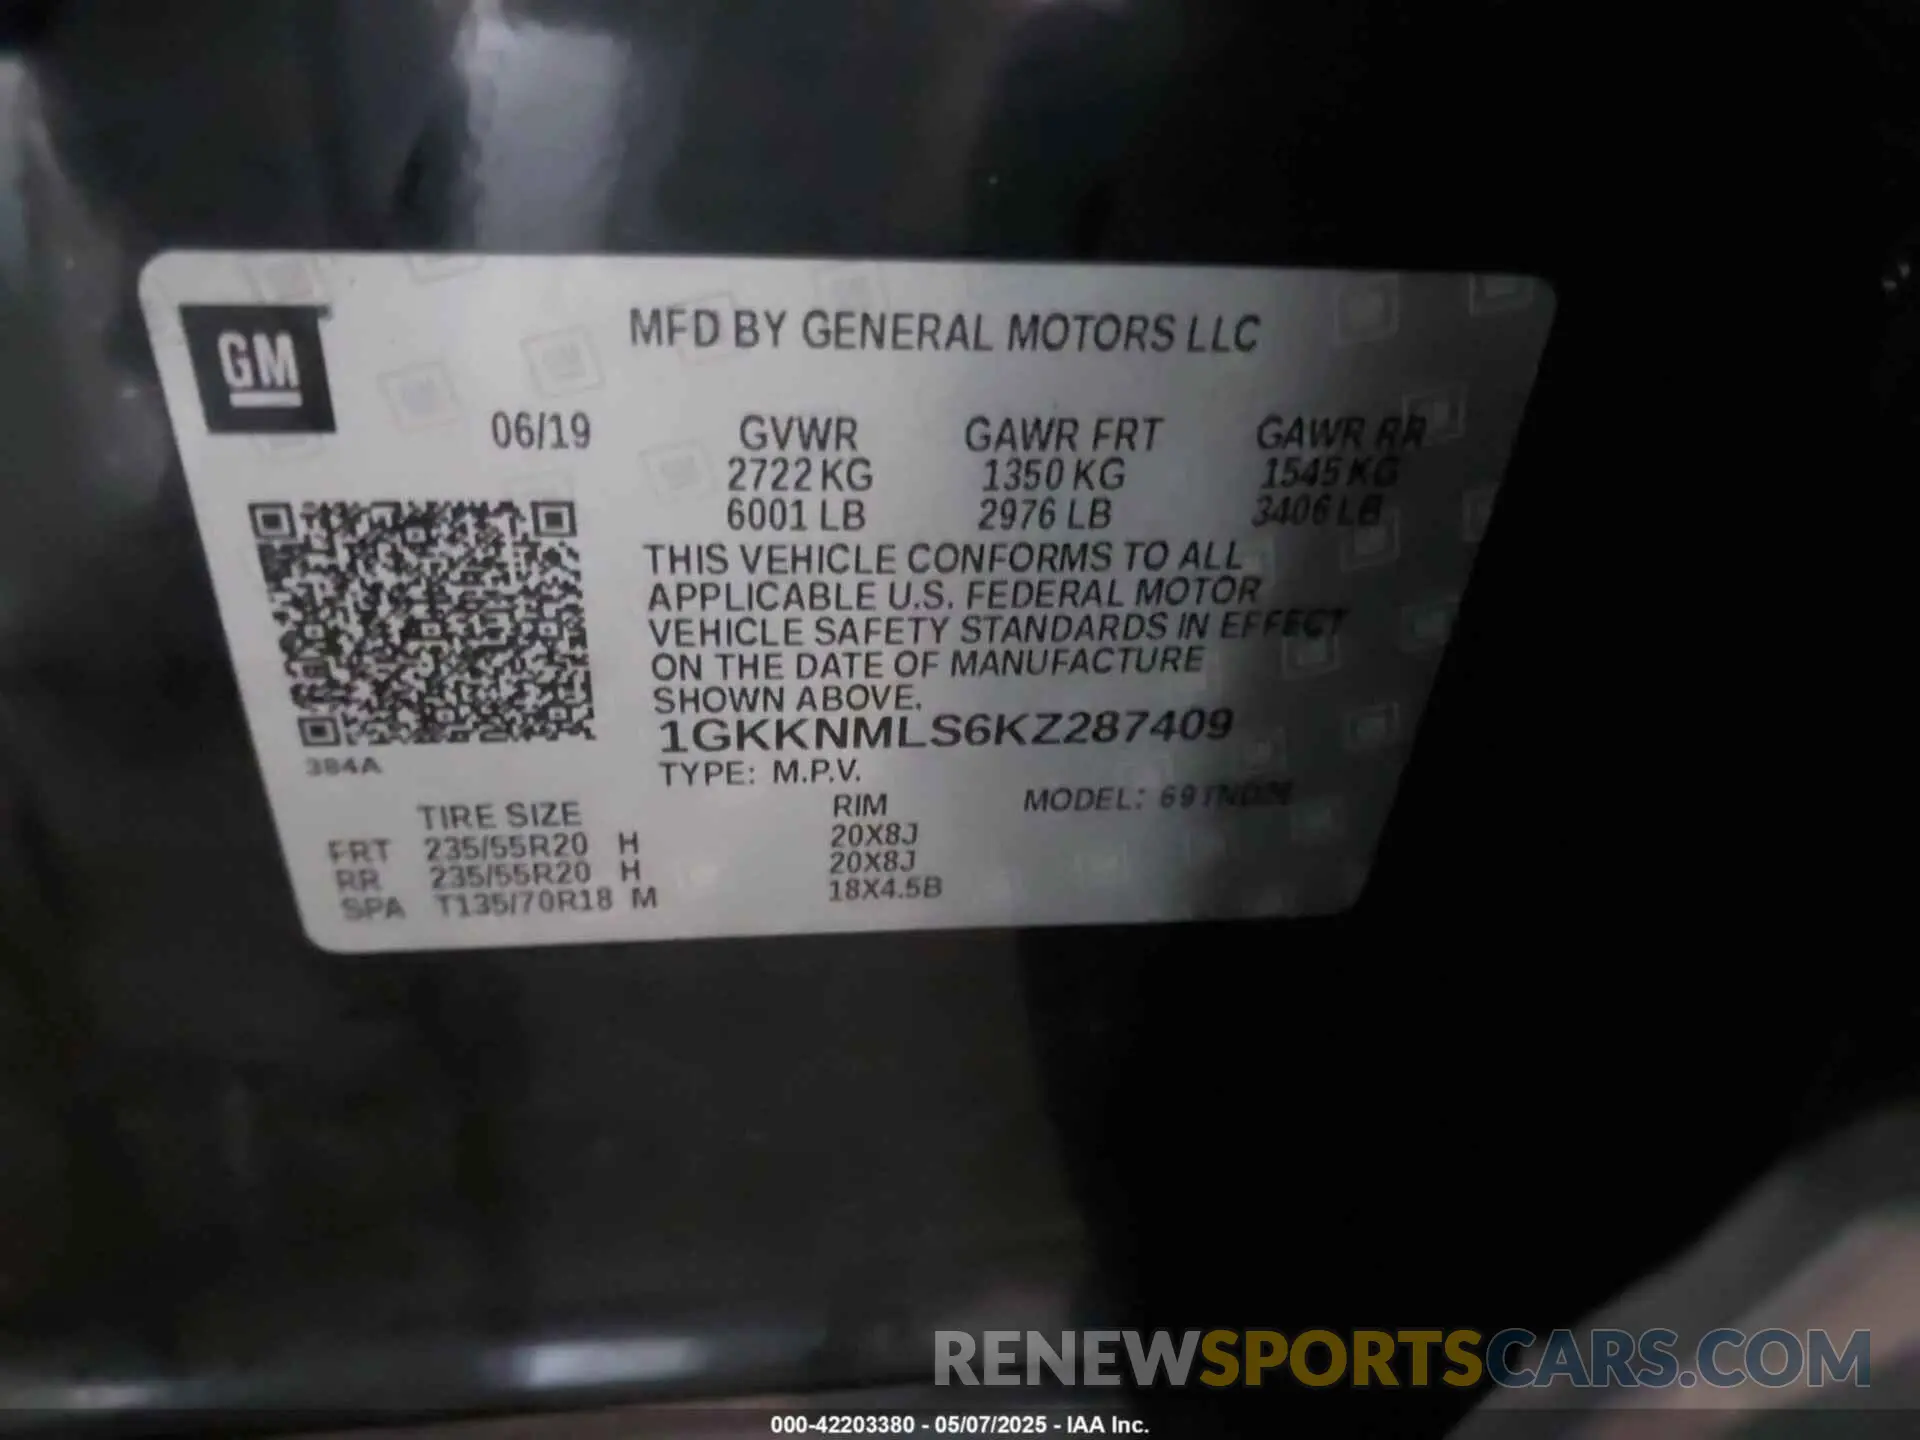 GM
MFD BY GENERAL MOTORS LLC
06/19 GVWR GAWR FRT GAWR RR
2722 KG 1350 KG 1545 KG
6001 LB 2976 LB 3406 LB
THIS VEHICLE CONFORMS TO ALL
APPLICABLE U.S. FEDERAL MOTOR
VEHICLE SAFETY STANDARDS IN EFFECT
ON THE DATE OF MANUFACTURE
SHOWN ABOVE.
1GKKNMLS6KZ287409
384A
TYPE: M.P.V.
MODEL:
TIRE SIZE RIM
FRT 235/55R20 H 20X8J
RR 235/55R20 H 20X8J
SPA T135/70R18 M 18X4.5B
RENEWSPORTSCARS.COM
000-42203380 - 05/07/2025 - IAA Inc.